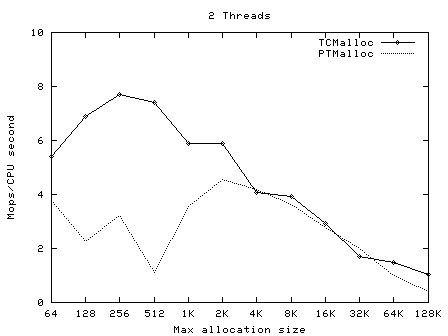 2 Threads
TCMalloc
PTMalloc
10
8
6
4
2
0
Mops/CPU second
64 128 256 512 1K 2K 4K 8K 16K 32K 64K 128K
Max allocation size